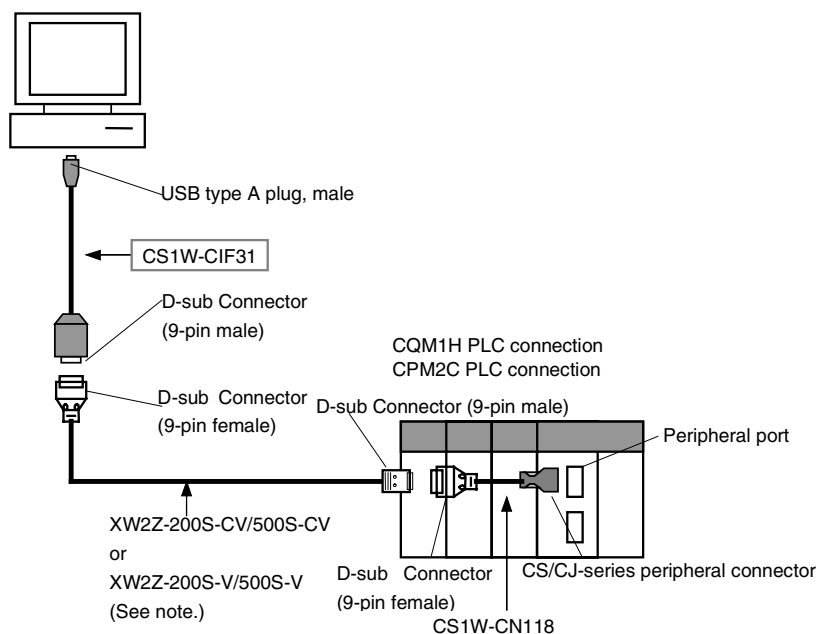 USB type A plug, male
CS1W-CIF31
D-sub Connector
(9-pin male)
CQM1H PLC connection
CPM2C PLC connection
D-sub Connector
(9-pin female)
D-sub Connector (9-pin male)
Peripheral port
XW2Z-200S-CV/500S-CV
or
XW2Z-200S-V/500S-V
(See note.)
D-sub Connector
(9-pin female)
CS/CJ-series peripheral connector
CS1W-CN118